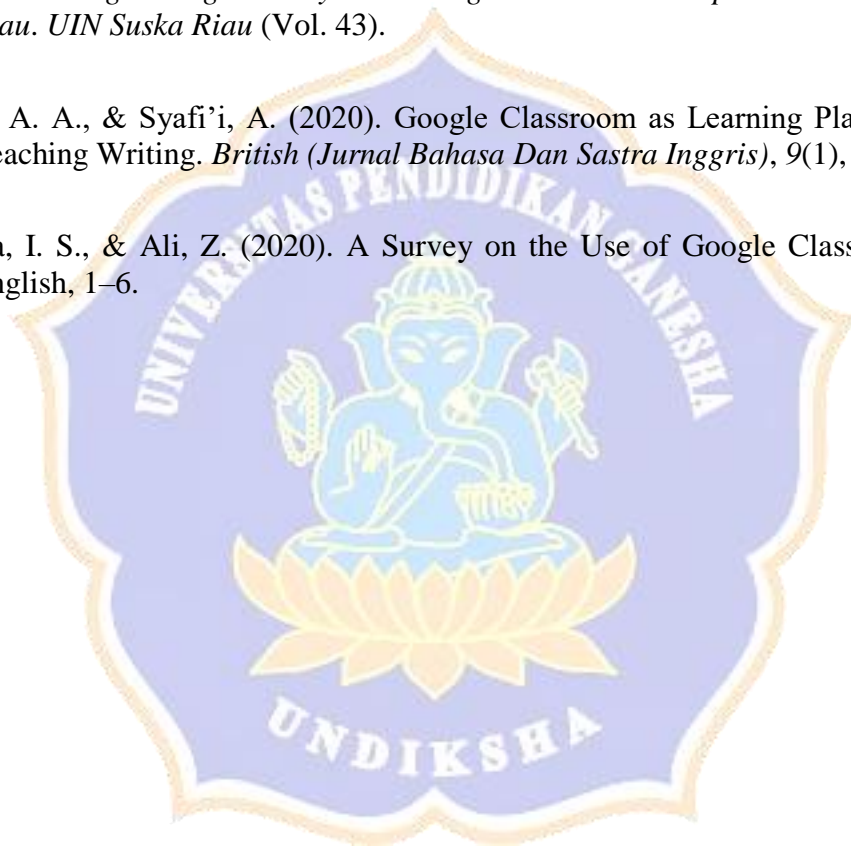 au. UIN Suska Riau (Vol. 43).
A. A., & Syafi’i, A. (2020). Google Classroom as Learning Pla
eaching Writing. British (Jurnal Bahasa Dan Sastra Inggris), 9(1),
a, I. S., & Ali, Z. (2020). A Survey on the Use of Google Class
nglish, 1–6.
UNIVERSITAS PENDIDIKAN GANESHA
UNDIKSHA